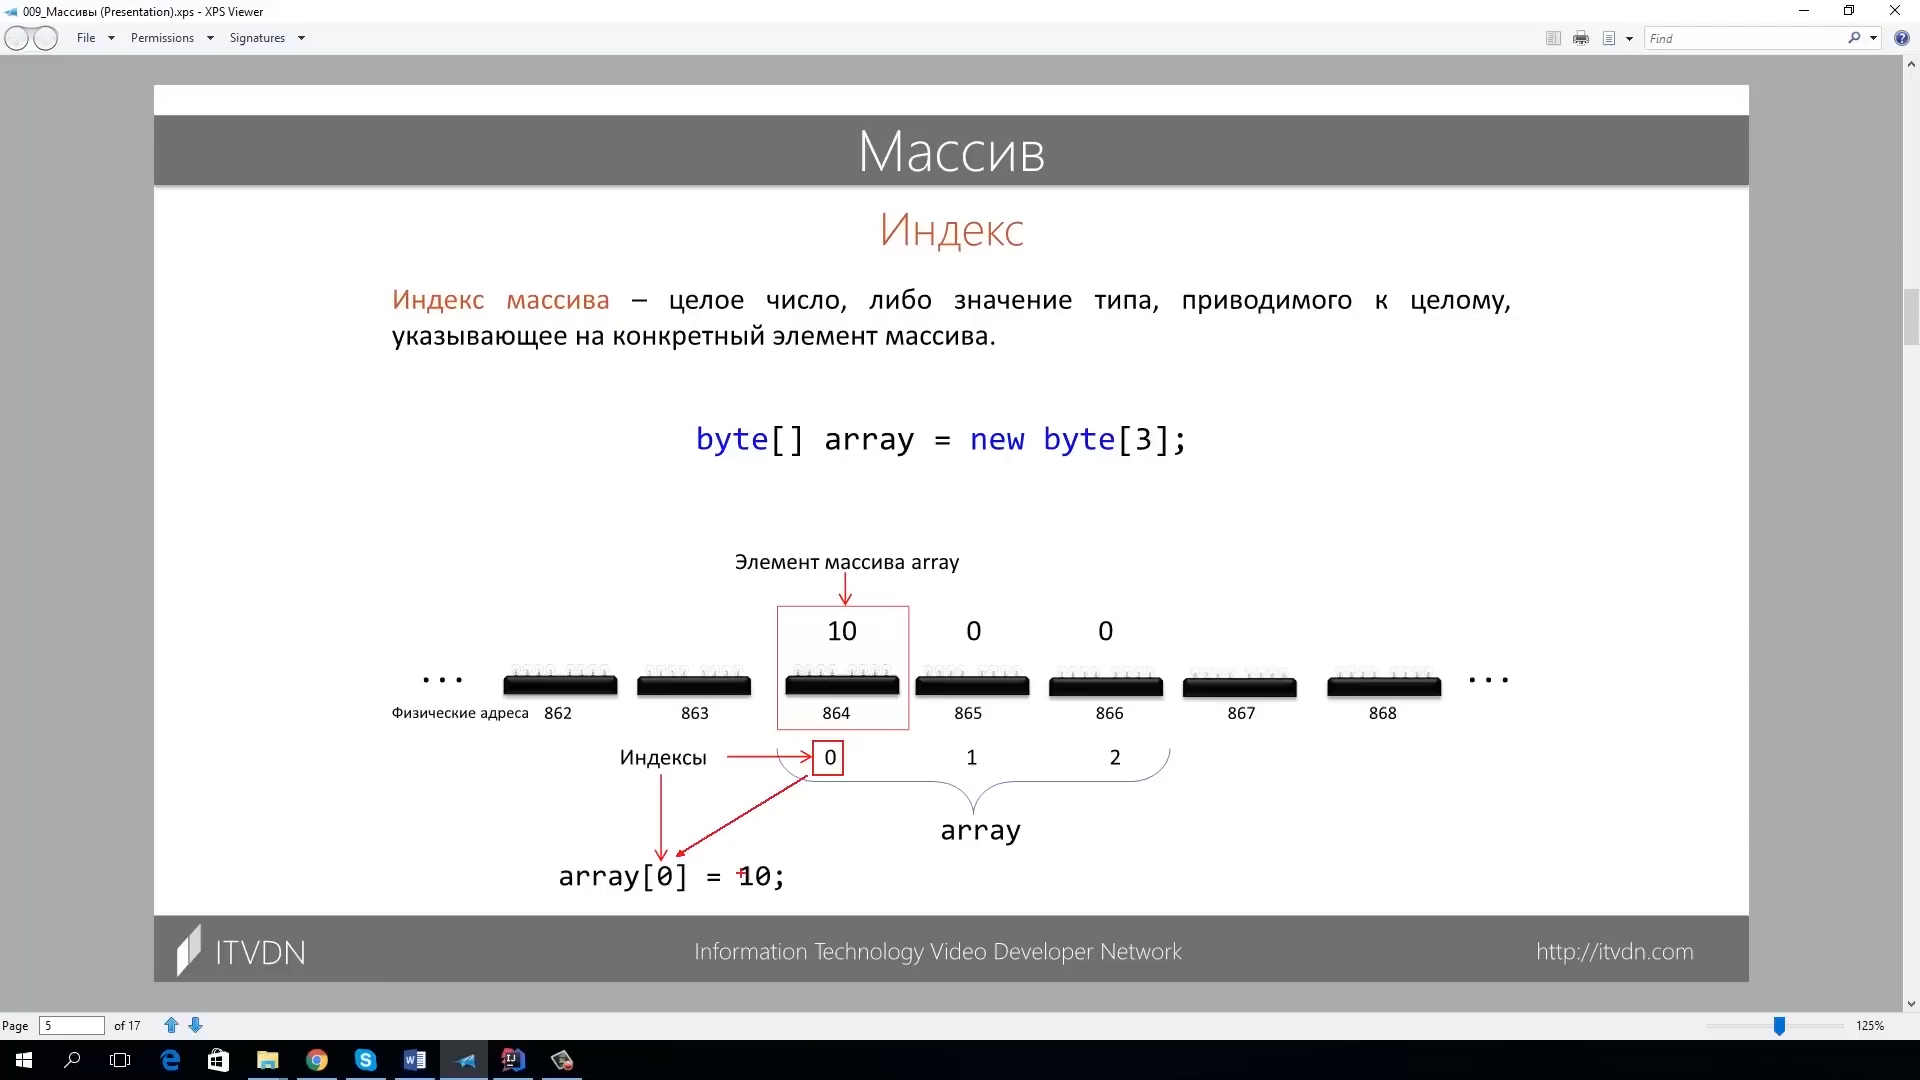 009_Массивы (Presentation).xps - XPS Viewer
File Permissions Signatures
Find
Массив
Индекс
Индекс массива – целое число, либо значение типа, приводимого к целому,
указывающее на конкретный элемент массива.
byte[] array = new byte[3];
Элемент массива array
10 0 0
... ...
Физические адреса 862 863 864 865 866 867 868
Индексы 0 1 2
array
array[0] = 10;
ITVDN Information Technology Video Developer Network http://itvdn.com
Page 5 of 17 125%